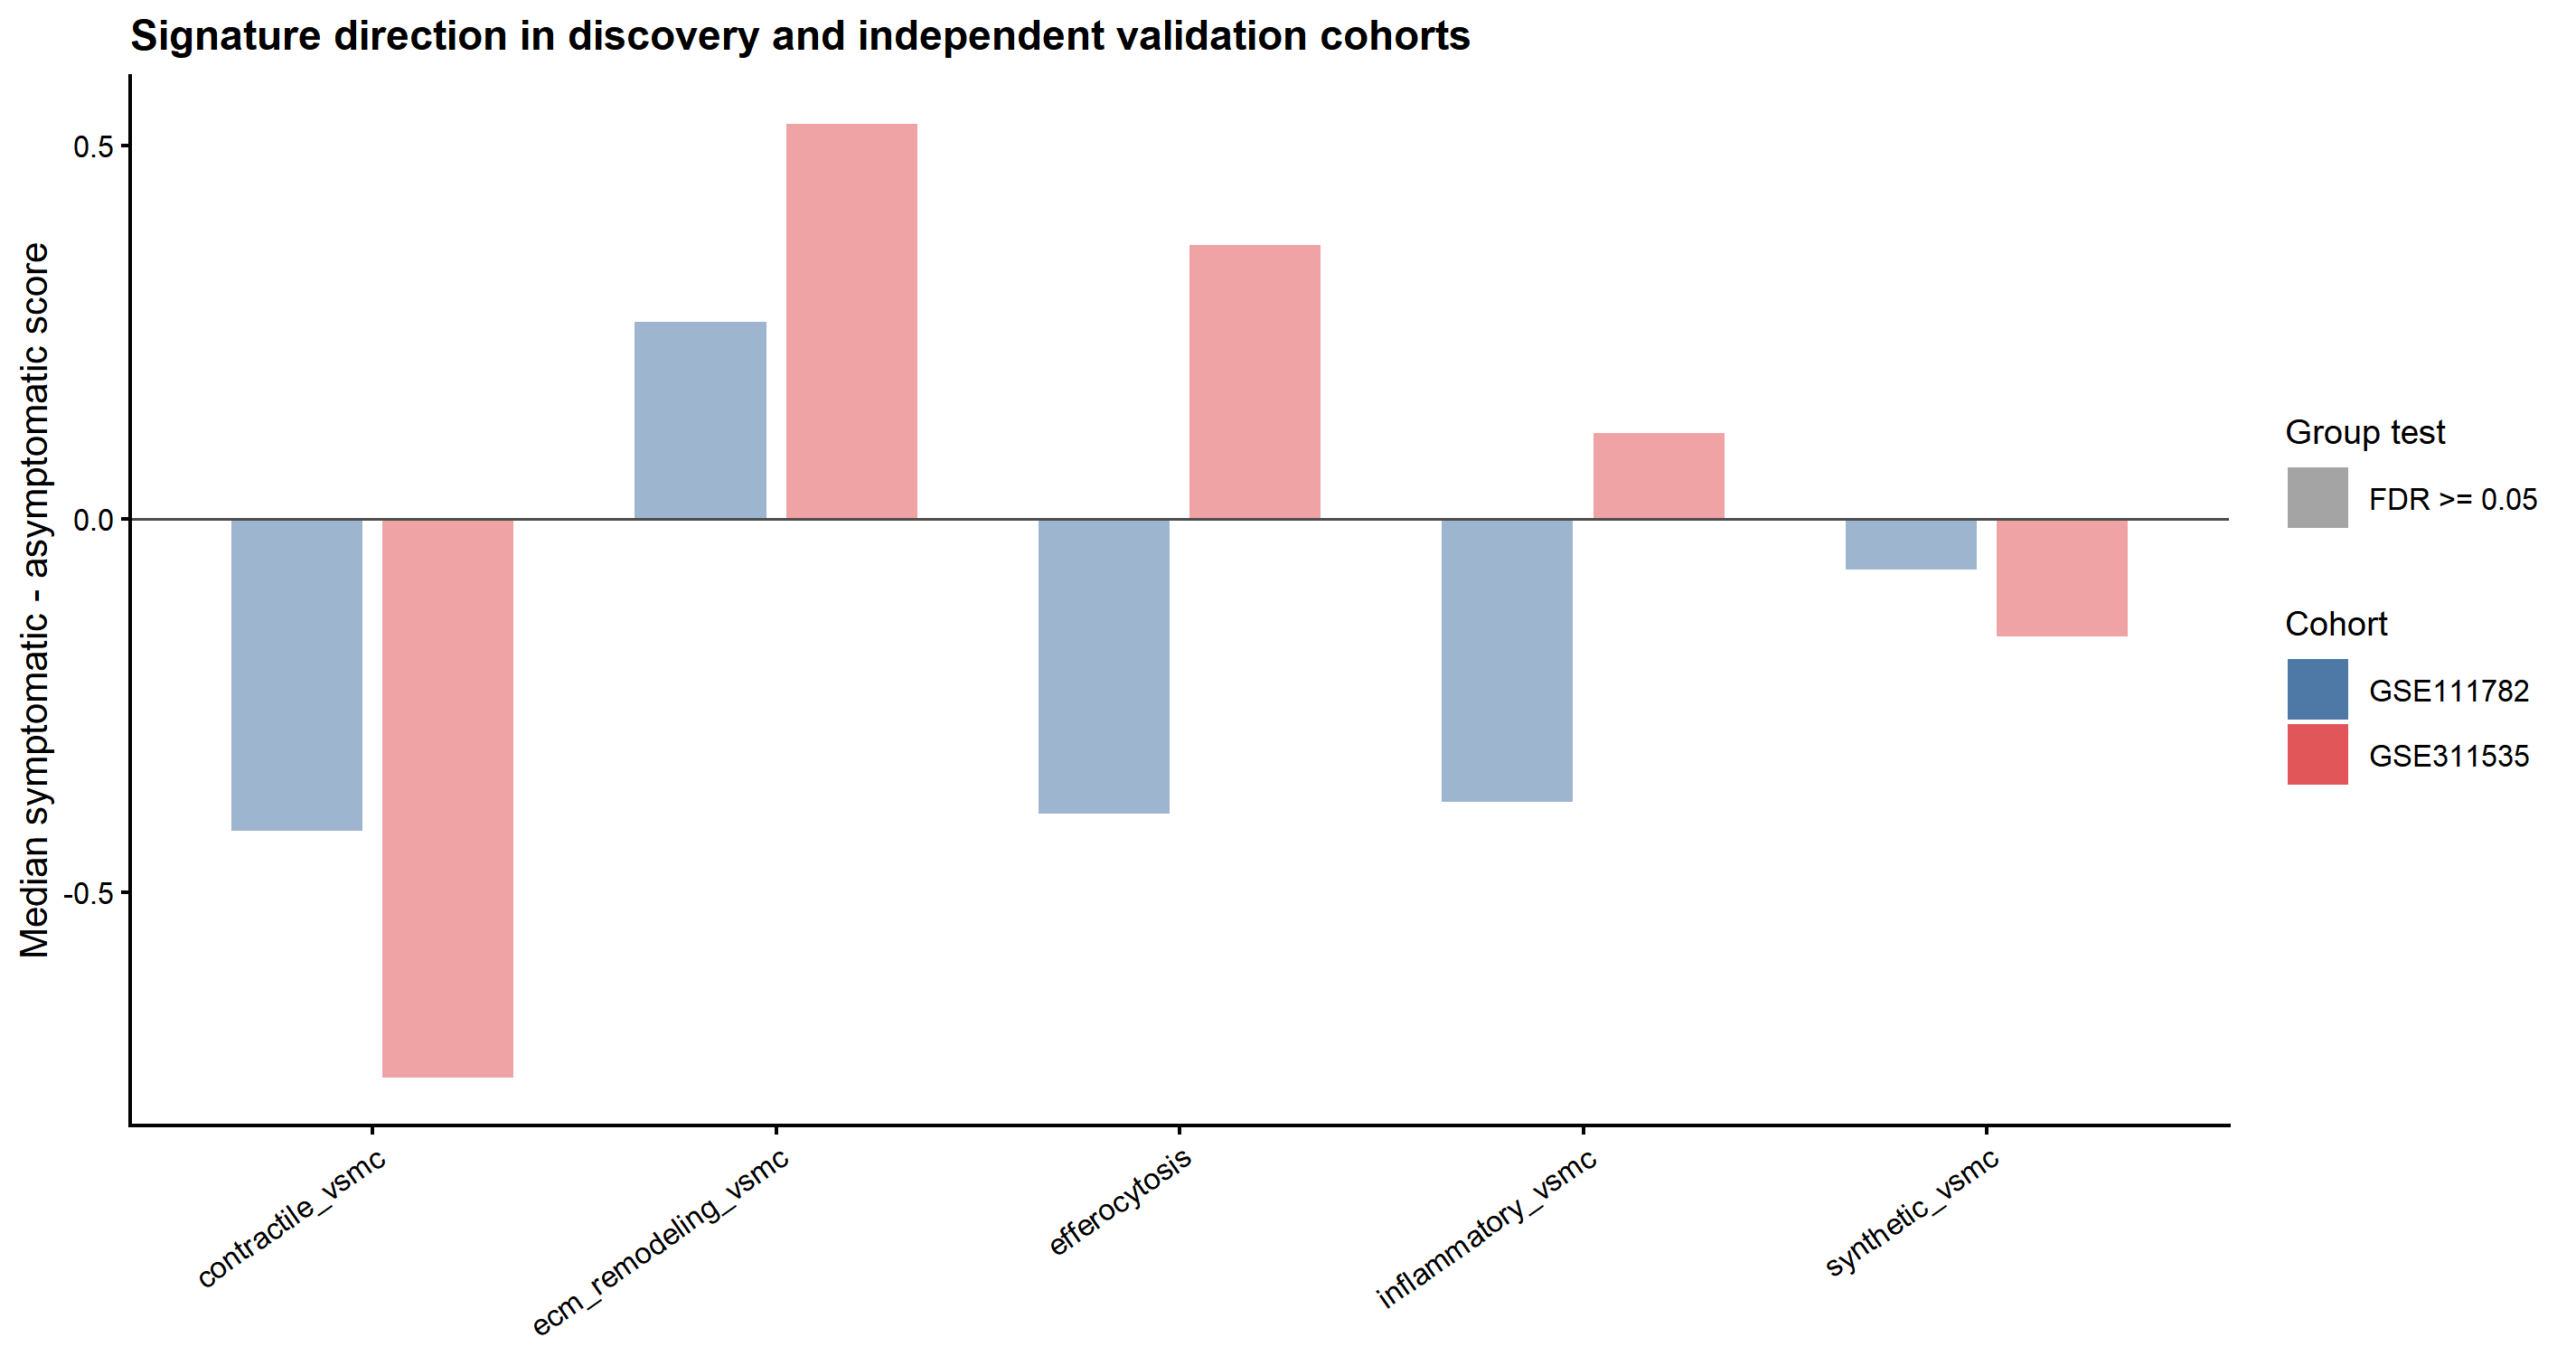 Signature direction in discovery and independent validation cohorts
Median symptomatic - asymptomatic score
0.5
0.0
-0.5
contractile_vsmc
ecm_remodeling_vsmc
efferocytosis
inflammatory_vsmc
synthetic_vsmc
Group test
FDR >= 0.05
Cohort
GSE111782
GSE311535